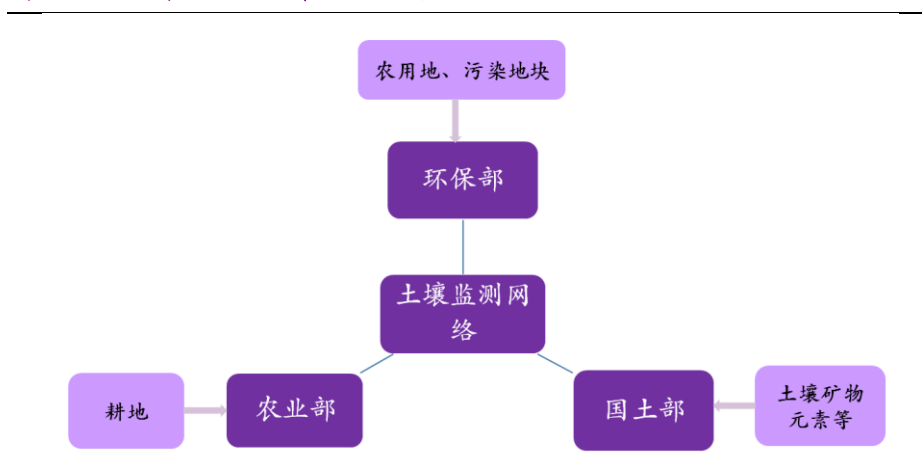 农用地、污染地块
环保部
土壤监测网
络
耕地
农业部
国土部
土壤矿物
元素等